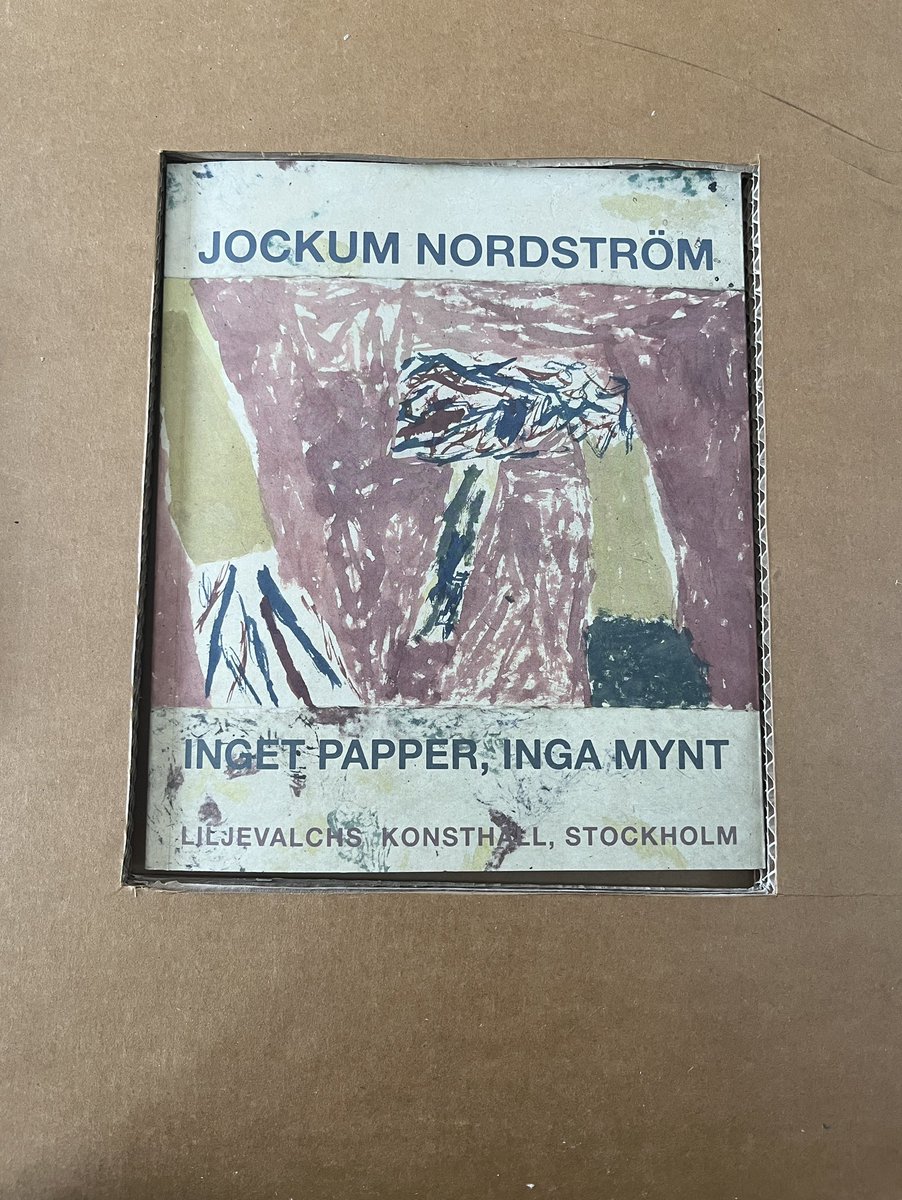 JOCKUM NORDSTRÖM
INGET PAPPER, INGA MYNT
LILJEVALCHS KONSTHALL, STOCKHOLM